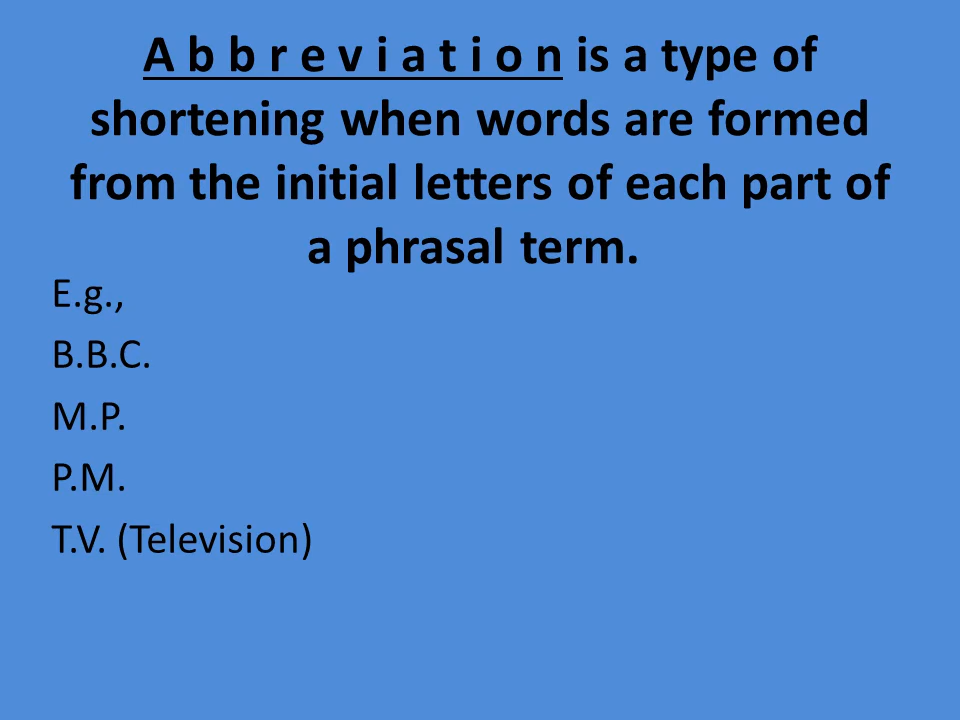 A b b r e v i a t i o n is a type of
shortening when words are formed
from the initial letters of each part of
a phrasal term.
E.g.,
B.B.C.
M.P.
P.M.
T.V. (Television)